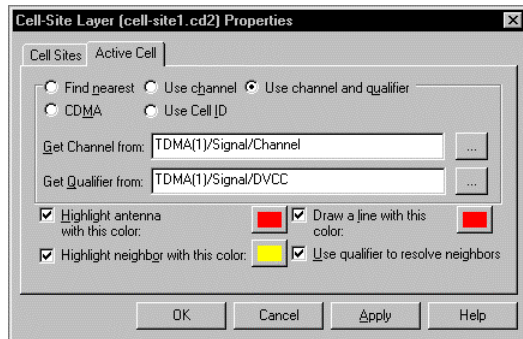 Cell-Site Layer (cell-site1.cd2) Properties
Cell Sites Active Cell
Find nearest Use channel Use channel and qualifier
CDMA Use Cell ID
Get Channel from: TDMA(1)/Signal/Channel ...
Get Qualifier from: TDMA(1)/Signal/DVCC ...
Highlight antenna with this color: Draw a line with this color:
Highlight neighbor with this color: Use qualifier to resolve neighbors
OK Cancel Apply Help